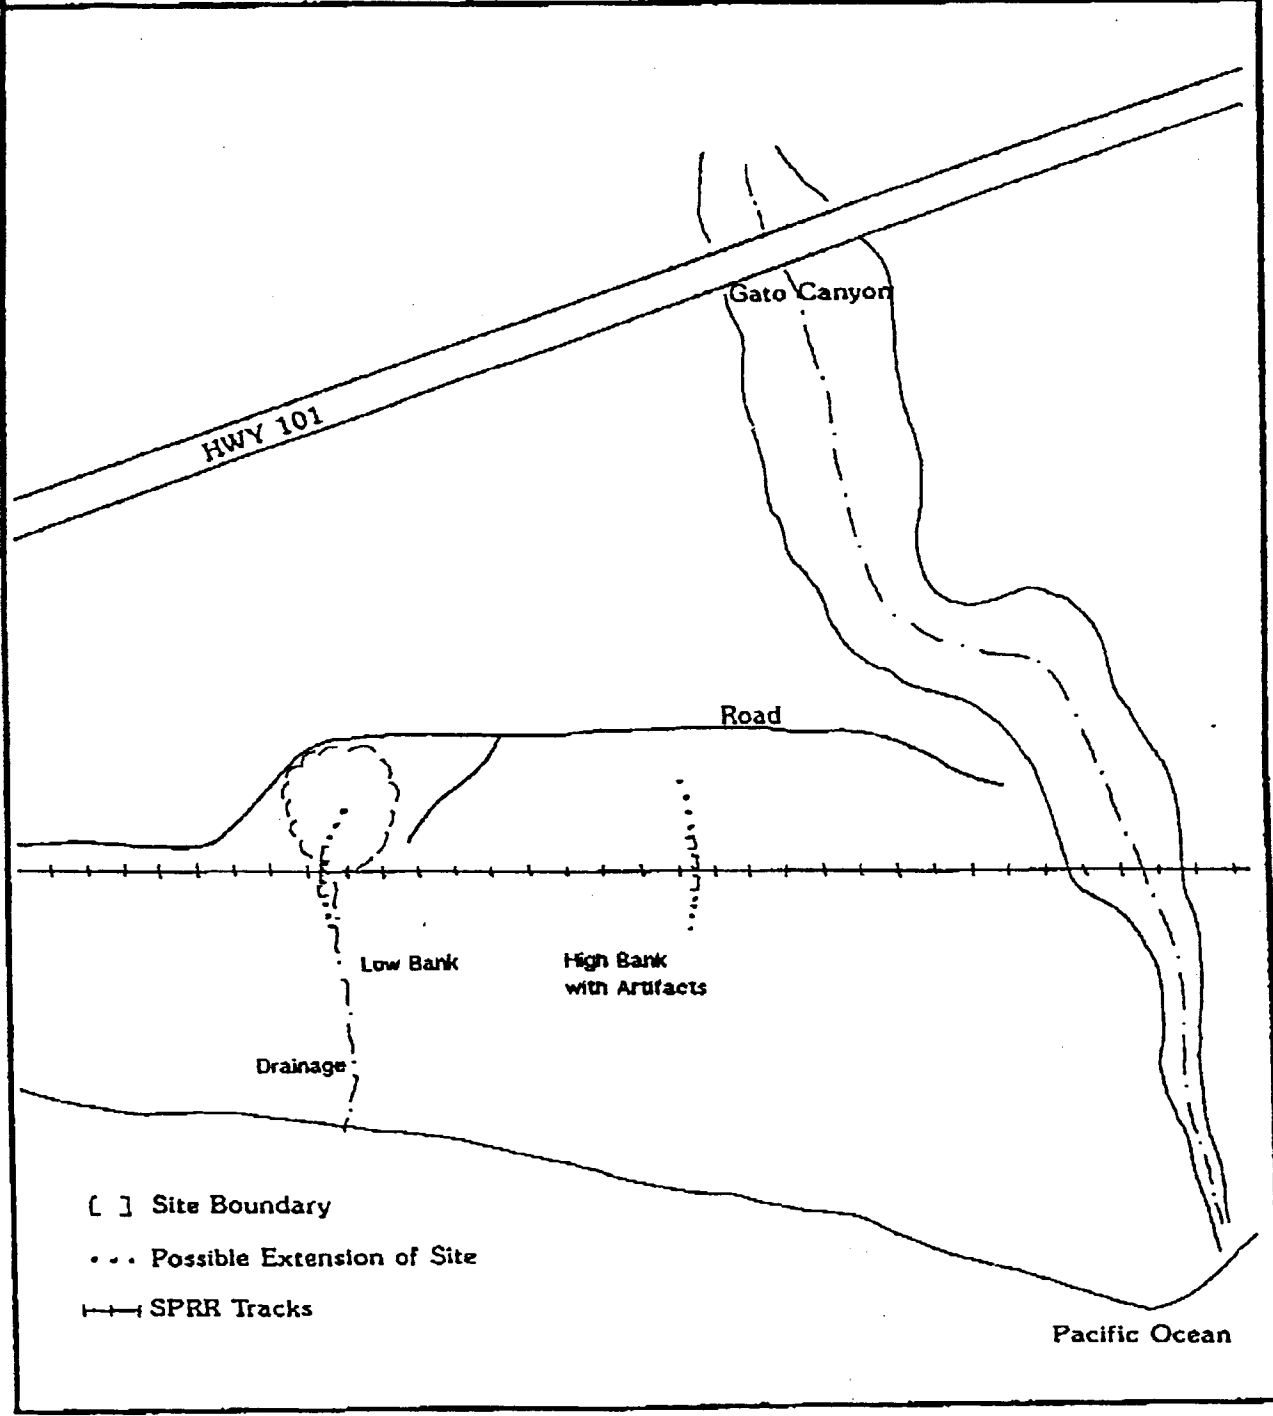 Gato Canyon
HWY 101
Road
Low Bank
High Bank
with Artifacts
Drainage
[ ] Site Boundary
Possible Extension of Site
SPRR Tracks
Pacific Ocean